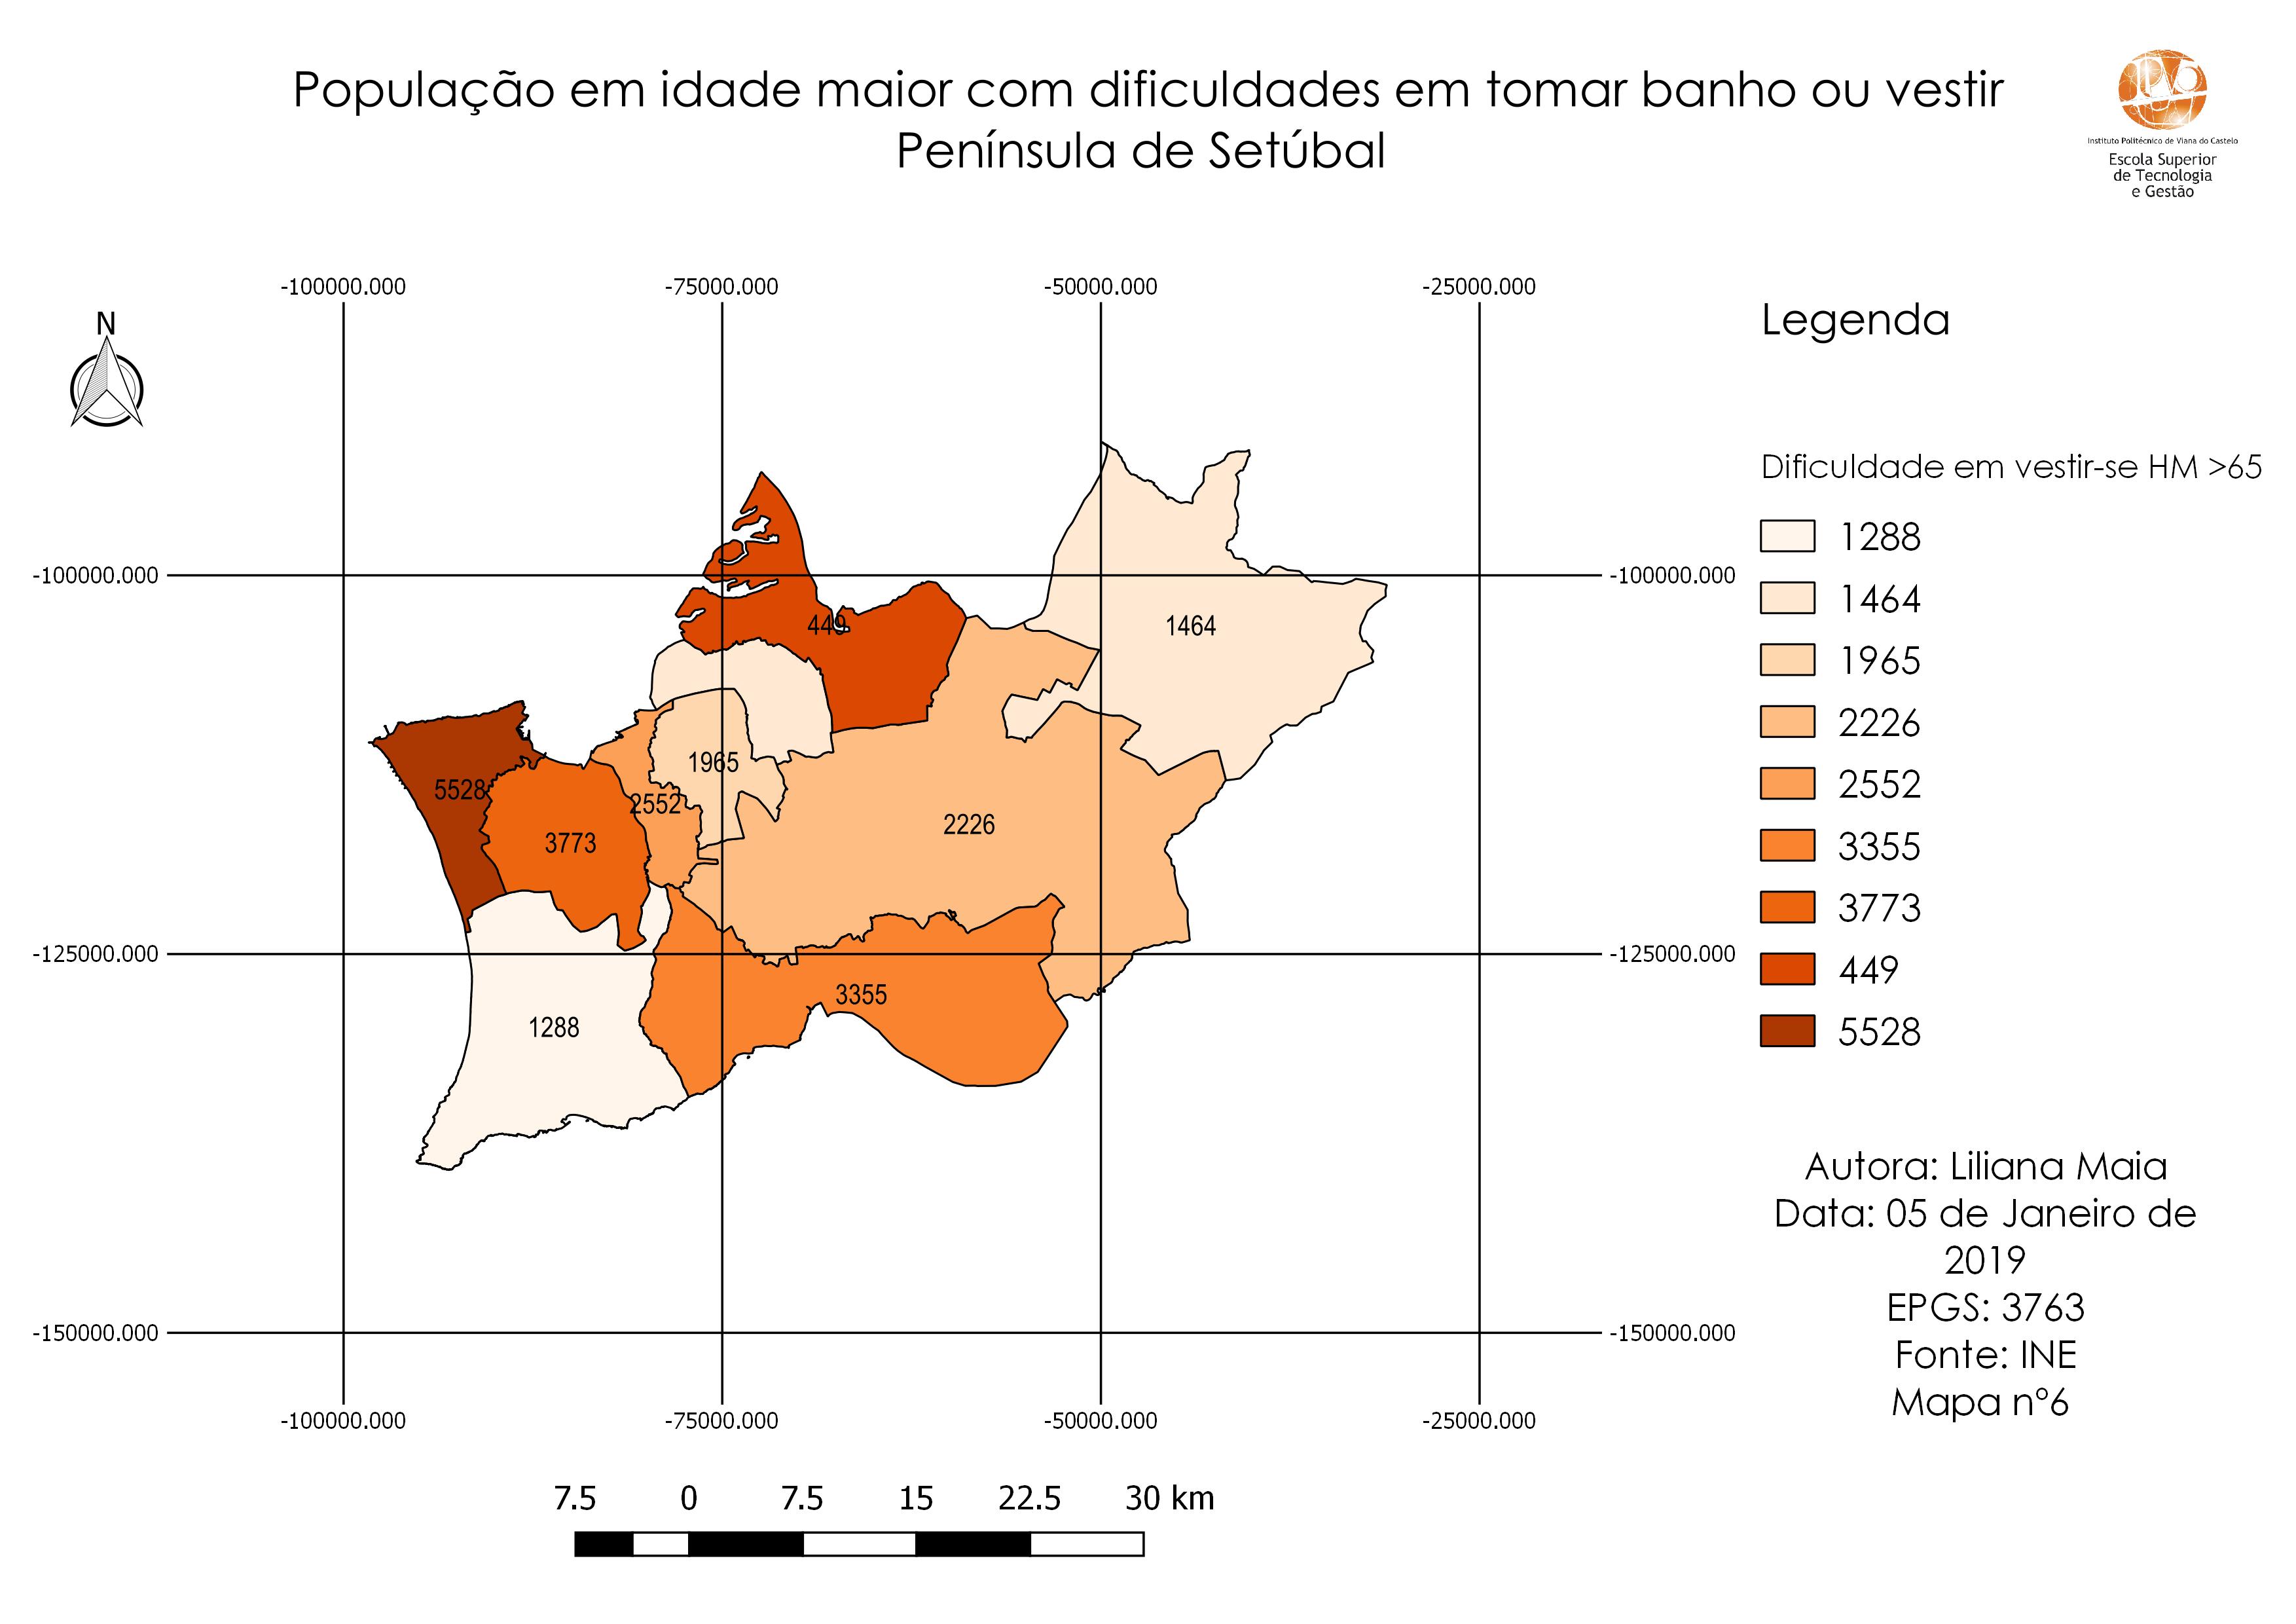 População em idade maior com dificuldades em tomar banho ou vestir
Península de Setúbal
Instituto Politécnico de Viana do Castelo
Escola Superior
de Tecnologia
e Gestão
-100000.000 -75000.000 -50000.000 -25000.000
N
-100000.000 -100000.000
-125000.000 -125000.000
-150000.000 -150000.000
449
1464
1965
5528
2552
2226
3773
3355
1288
-100000.000 -75000.000 -50000.000 -25000.000
7.5 0 7.5 15 22.5 30 km
Legenda
Dificuldade em vestir-se HM >65
1288
1464
1965
2226
2552
3355
3773
449
5528
Autora: Liliana Maia
Data: 05 de Janeiro de
2019
EPGS: 3763
Fonte: INE
Mapa nº6